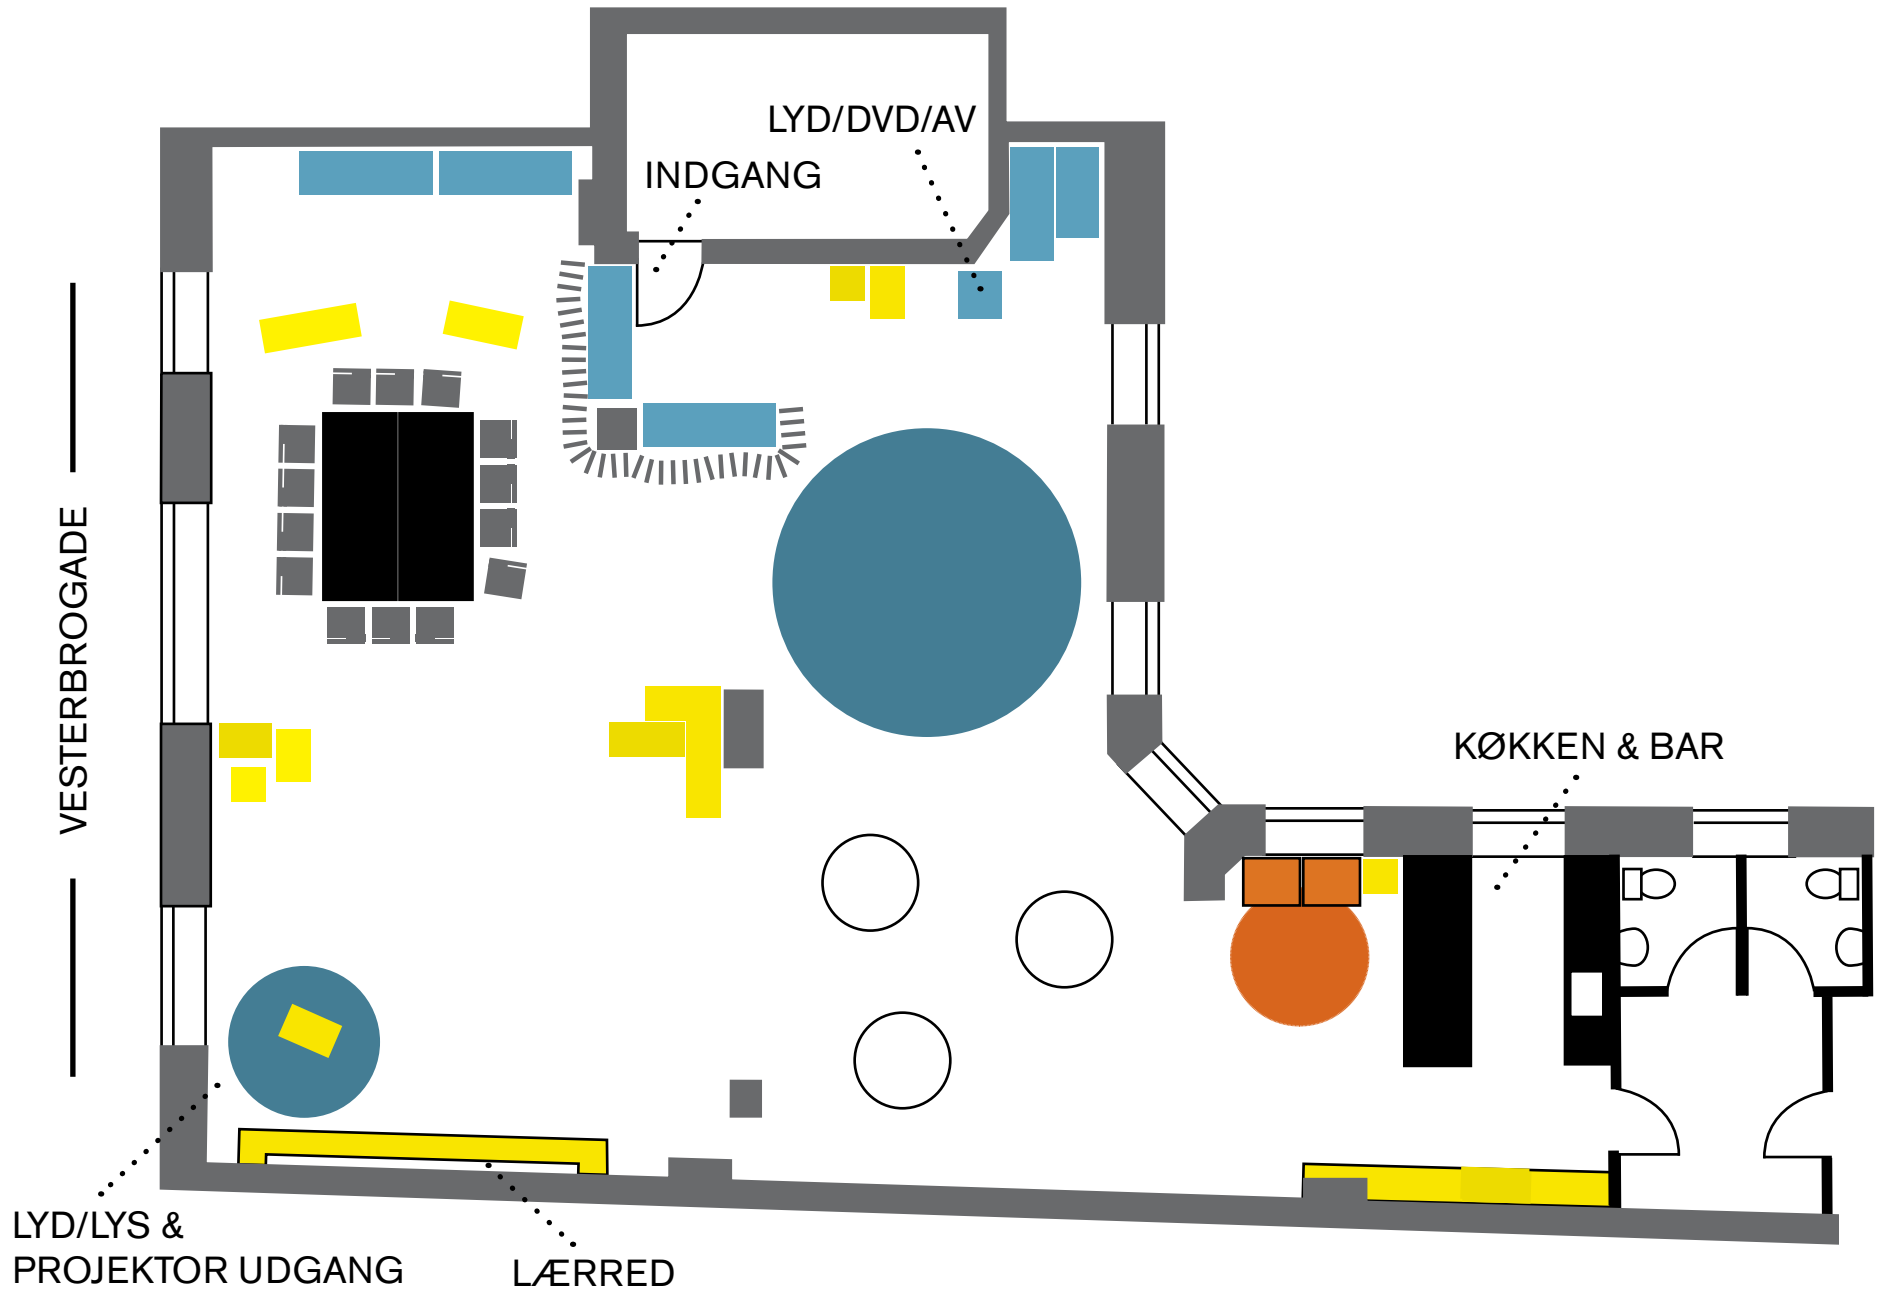 LYD/DVD/AV
INDGANG
VESTERBROGADE
KØKKEN & BAR
LYD/LYS &
PROJEKTOR UDGANG
LÆRRED